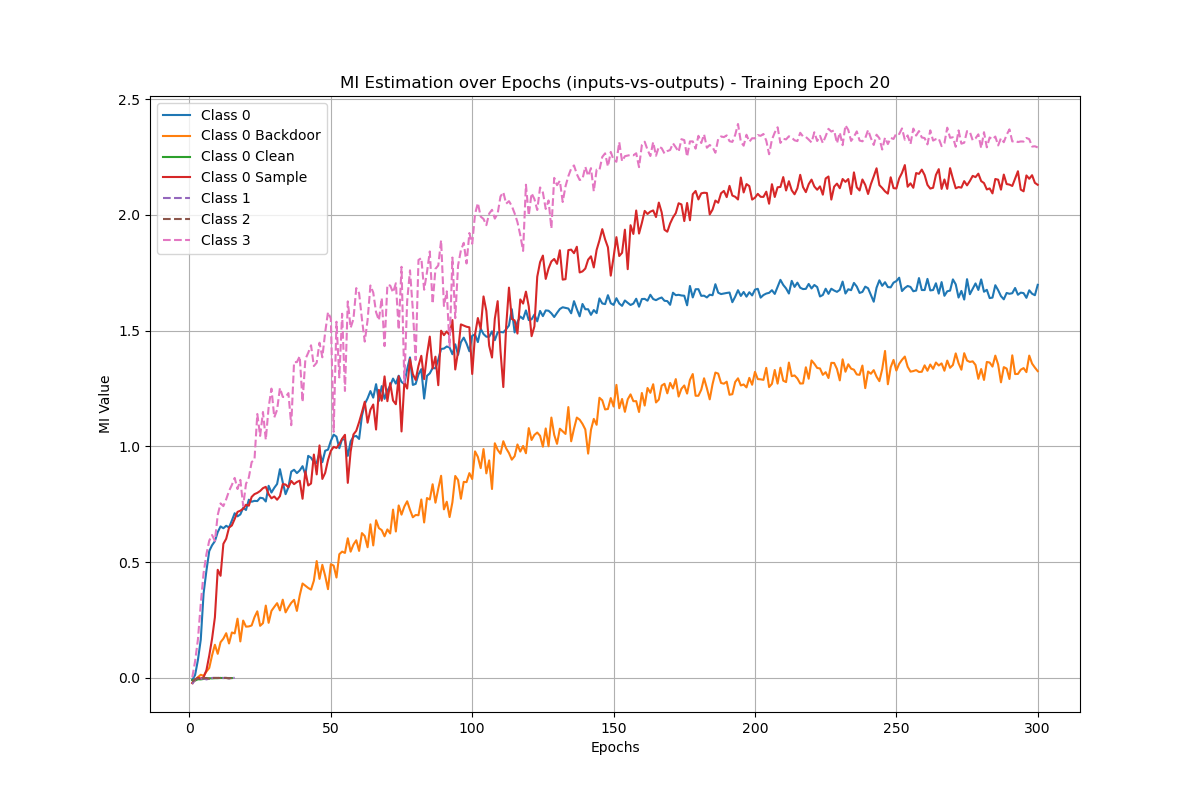 MI Estimation over Epochs (inputs-vs-outputs) - Training Epoch 20
Class 0
Class 0 Backdoor
Class 0 Clean
Class 0 Sample
Class 1
Class 2
Class 3
MI Value
2.5
2.0
1.5
1.0
0.5
0.0
0 50 100 150 200 250 300
Epochs